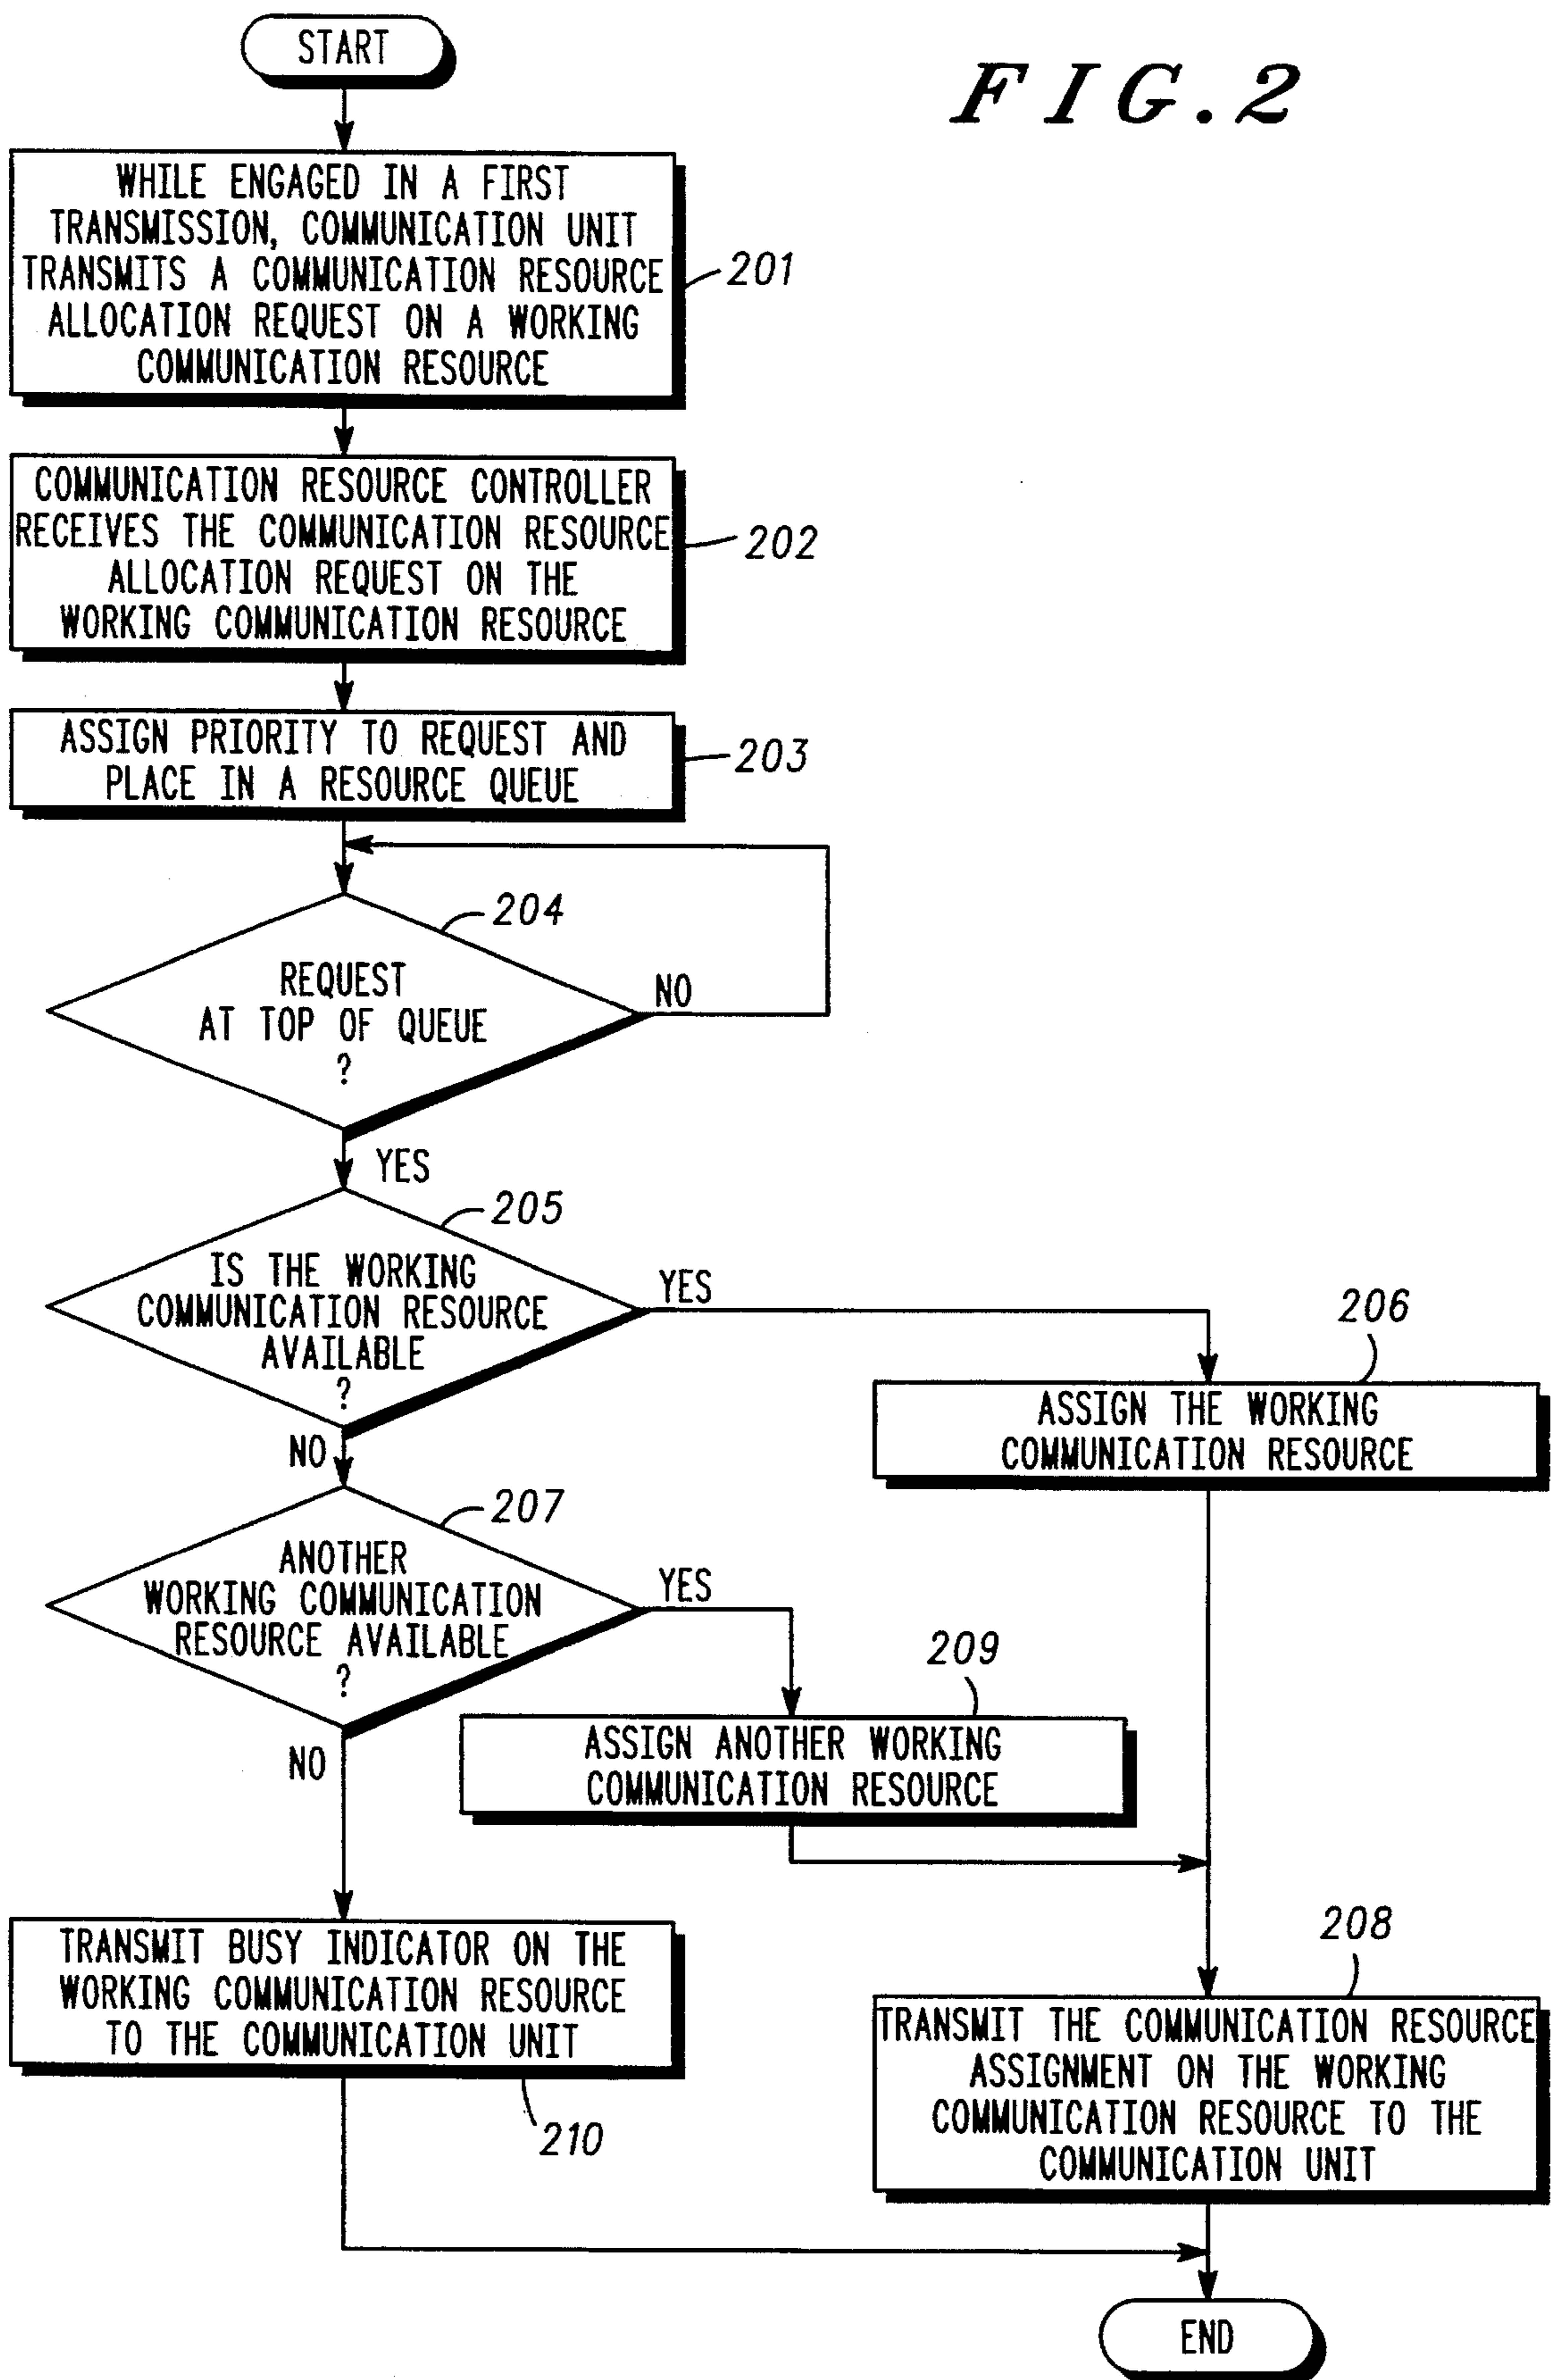 START
FIG.2
WHILE ENGAGED IN A FIRST
TRANSMISSION, COMMUNICATION UNIT
TRANSMITS A COMMUNICATION RESOURCE
ALLOCATION REQUEST ON A WORKING
COMMUNICATION RESOURCE
201
COMMUNICATION RESOURCE CONTROLLER
RECEIVES THE COMMUNICATION RESOURCE
ALLOCATION REQUEST ON THE
WORKING COMMUNICATION RESOURCE
202
ASSIGN PRIORITY TO REQUEST AND
PLACE IN A RESOURCE QUEUE
203
204
REQUEST
AT TOP OF QUEUE
?
NO
YES
205
IS THE WORKING
COMMUNICATION RESOURCE
AVAILABLE
?
YES
NO
206
ASSIGN THE WORKING
COMMUNICATION RESOURCE
207
ANOTHER
WORKING COMMUNICATION
RESOURCE AVAILABLE
?
YES
NO
209
ASSIGN ANOTHER WORKING
COMMUNICATION RESOURCE
TRANSMIT BUSY INDICATOR ON THE
WORKING COMMUNICATION RESOURCE
TO THE COMMUNICATION UNIT
210
208
TRANSMIT THE COMMUNICATION RESOURCE
ASSIGNMENT ON THE WORKING
COMMUNICATION RESOURCE TO THE
COMMUNICATION UNIT
END